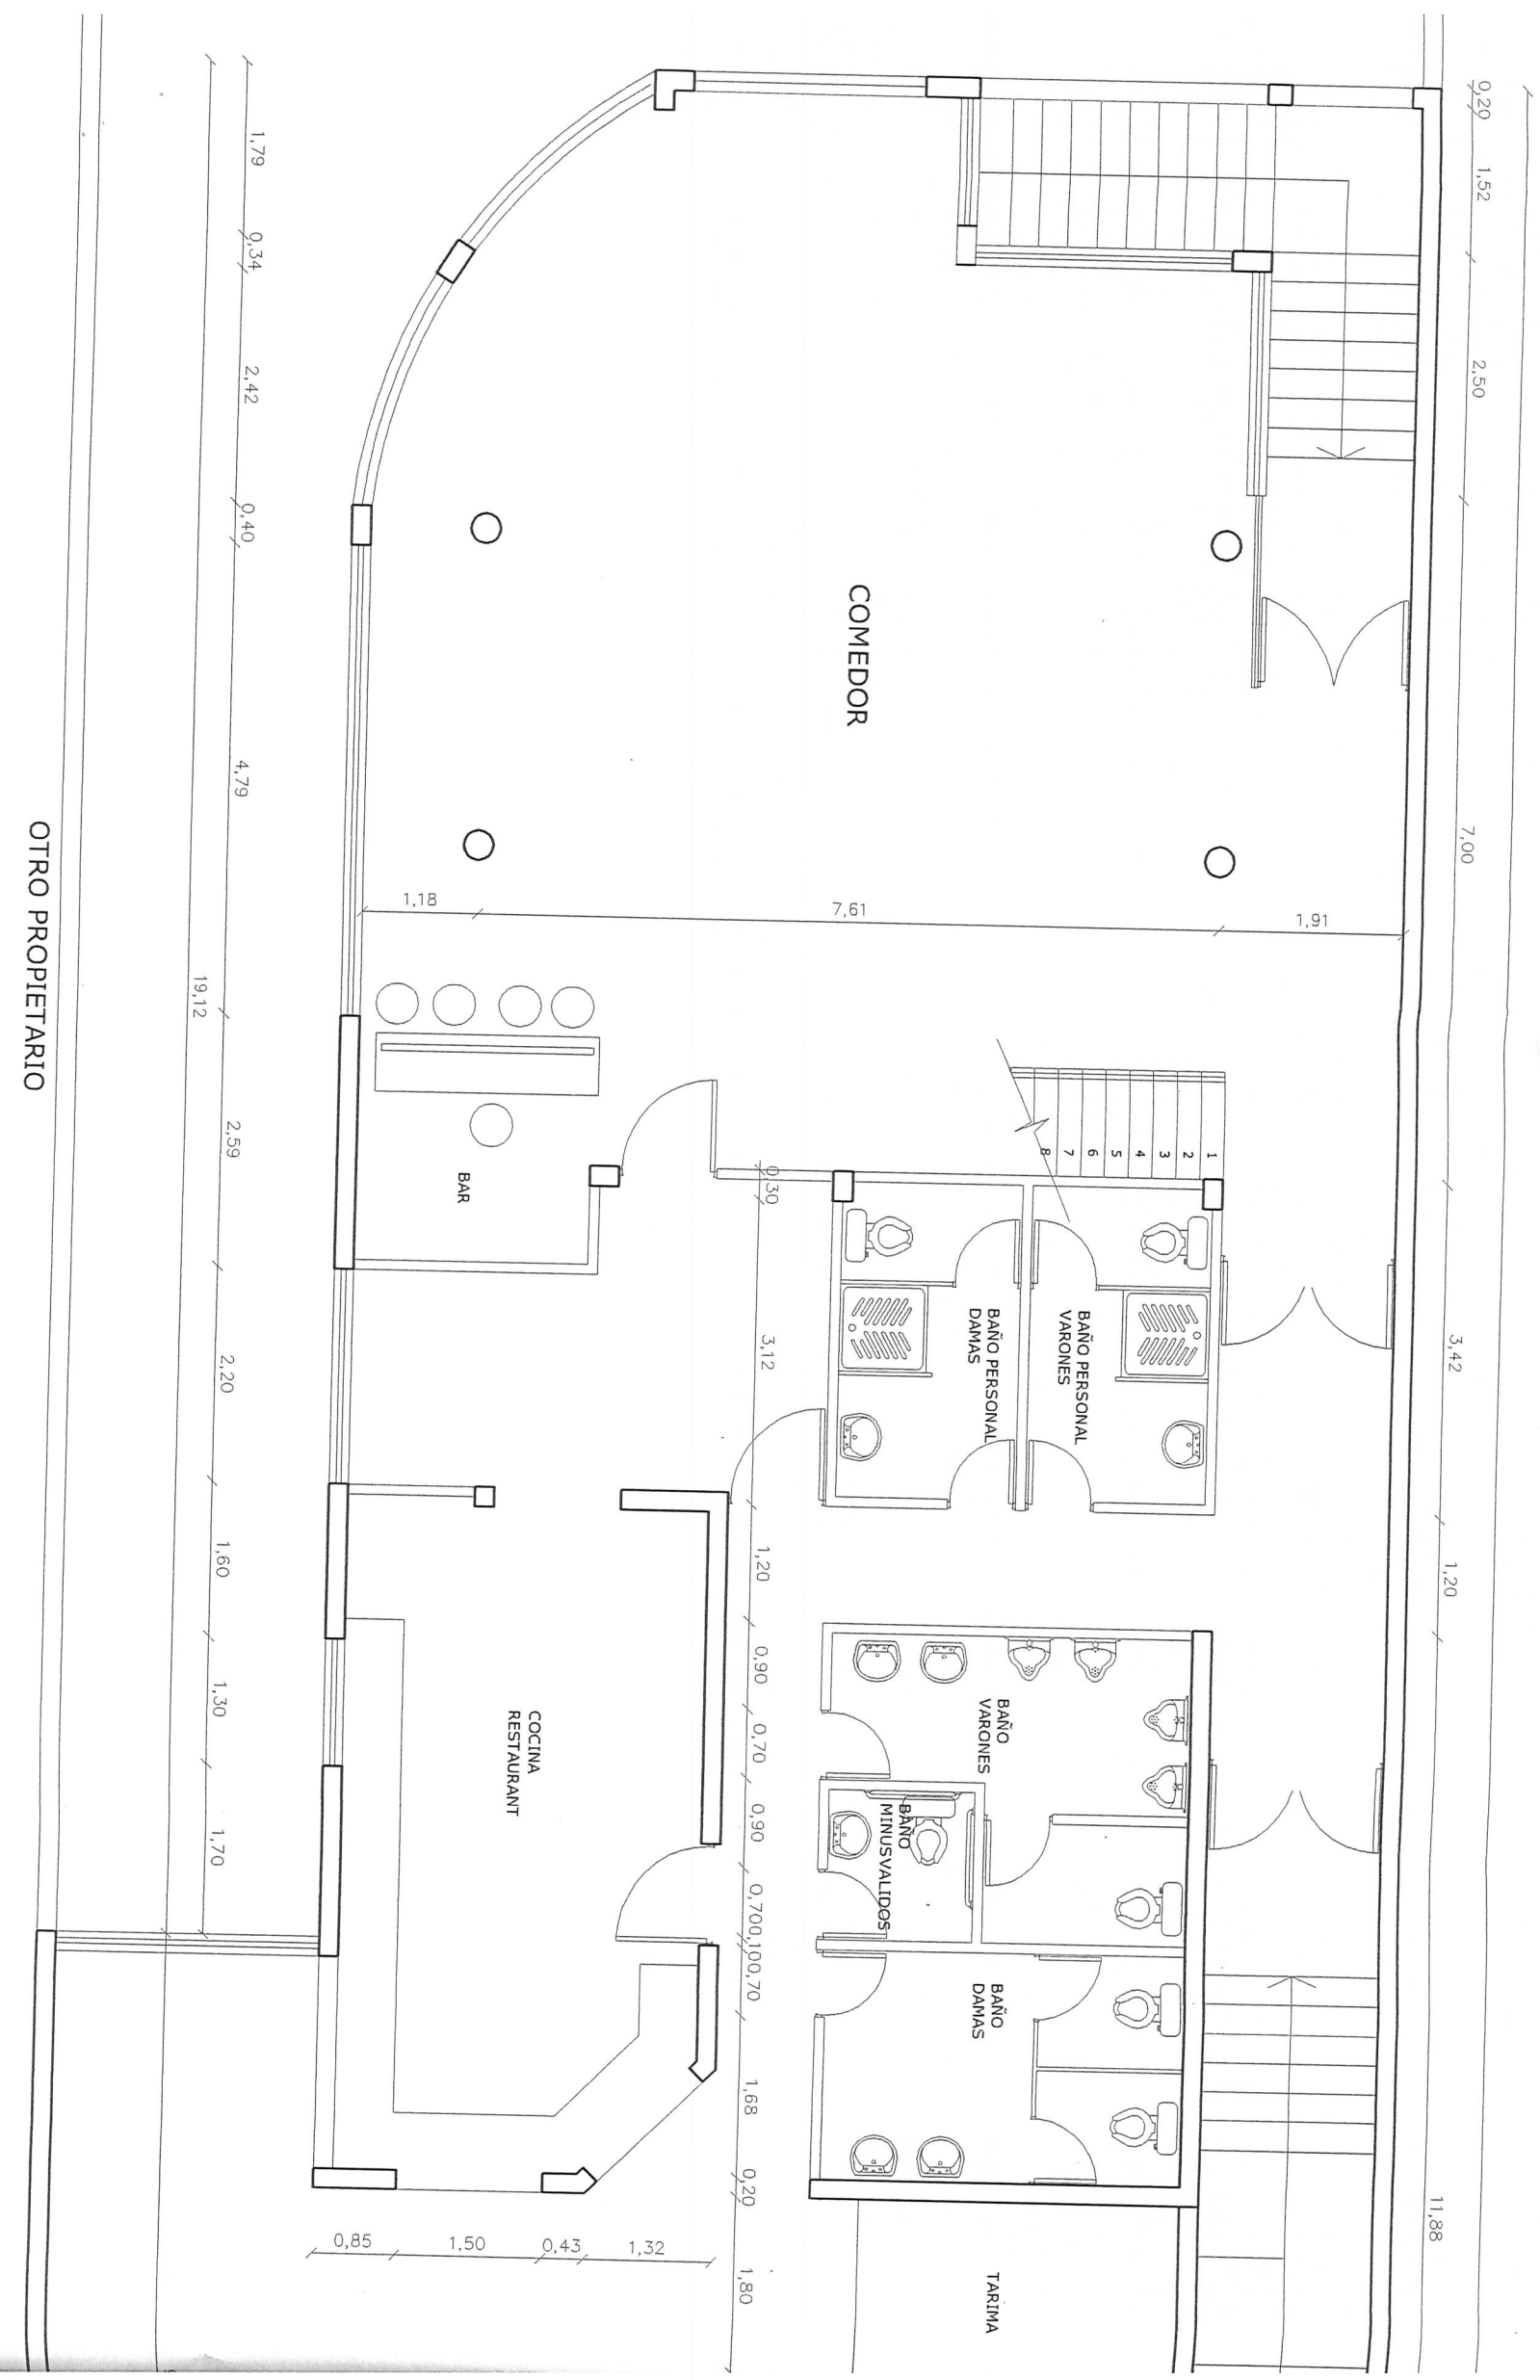 0,20
1,52
2,50
7,00
3,42
1,20
11,88
COMEDOR
1,18
7,61
1,91
1
2
3
4
5
6
7
8
BAÑO PERSONAL
VARONES
BAÑO PERSONAL
DAMAS
BAR
0,30
3,12
1,20
0,90
0,70
0,90
0,70
0,10
0,70
1,68
0,20
1,80
BAÑO
VARONES
BAÑO
MINUSVALIDOS
BAÑO
DAMAS
COCINA
RESTAURANT
TARIMA
0,85
1,50
0,43
1,32
1,79
0,34
2,42
0,40
4,79
2,59
2,20
1,60
1,30
1,70
19,12
OTRO PROPIETARIO